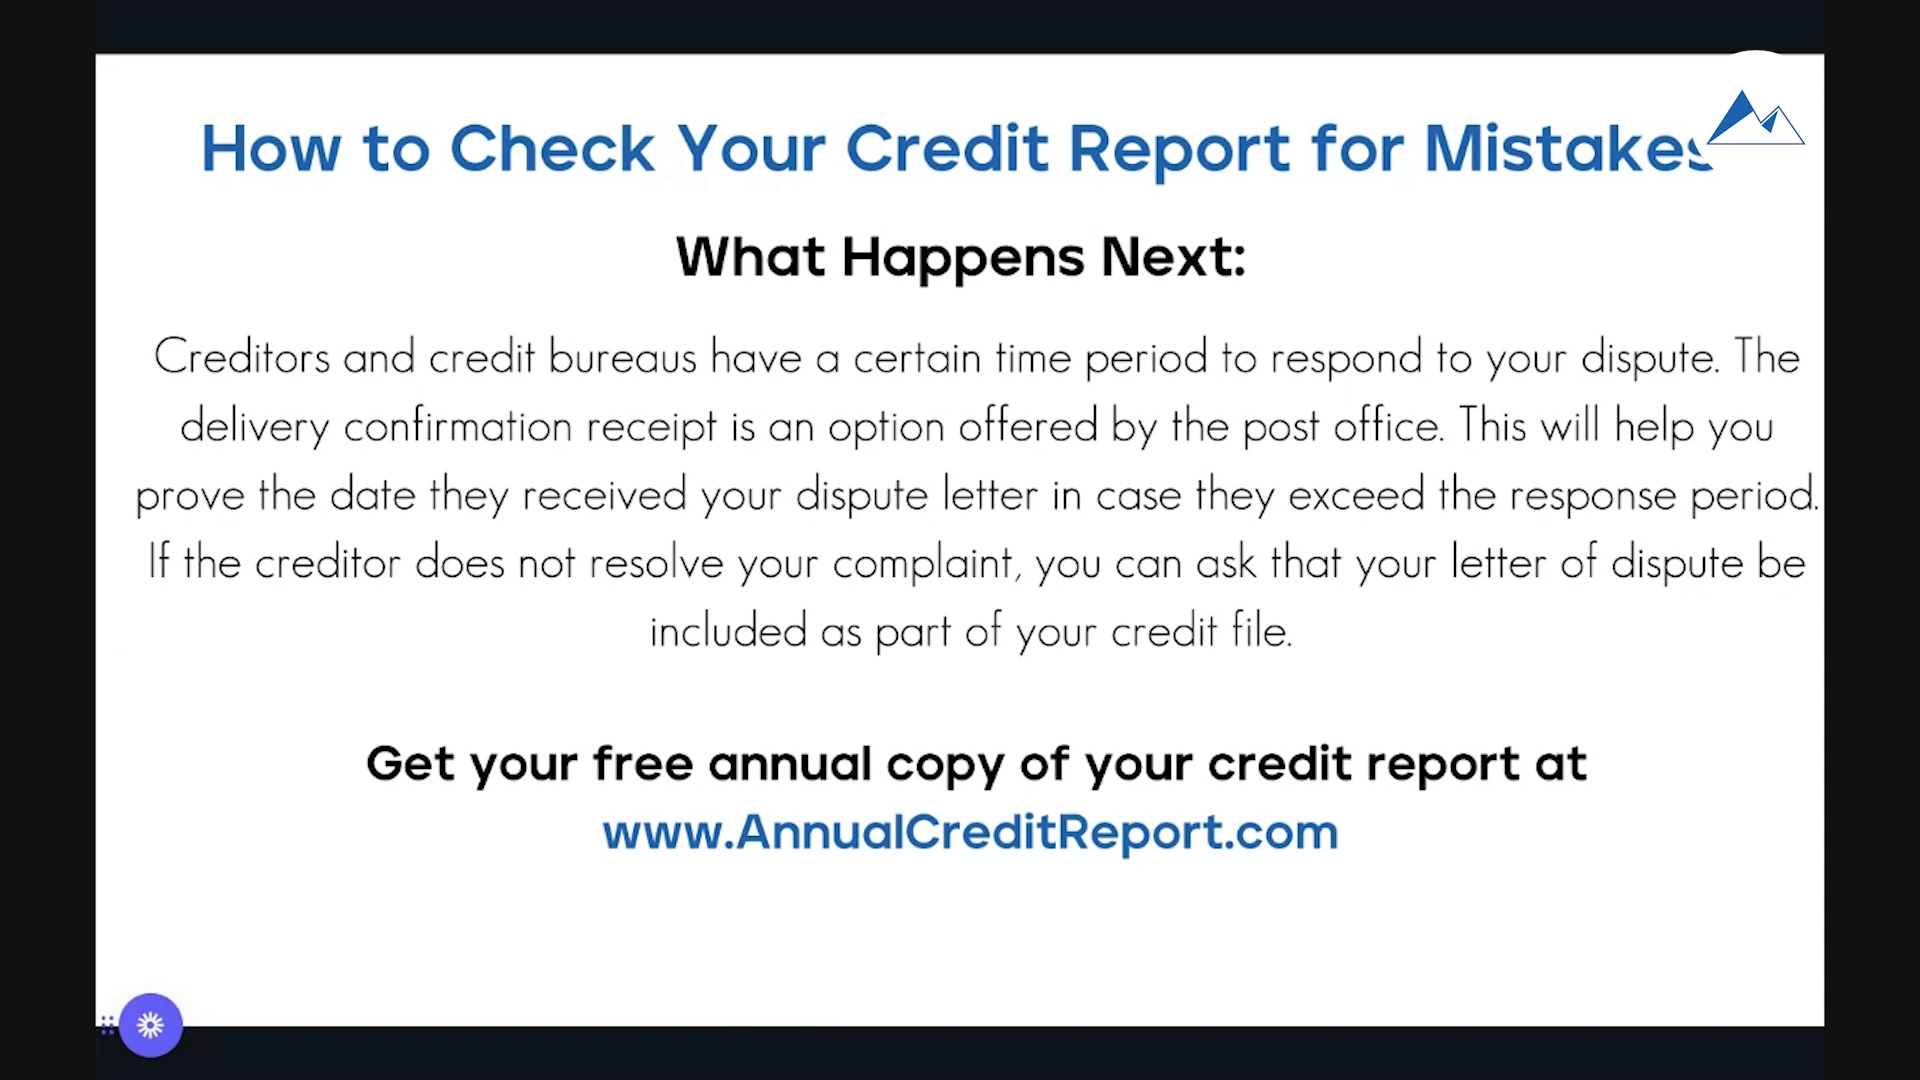 How to Check Your Credit Report for Mistakes
What Happens Next:
Creditors and credit bureaus have a certain time period to respond to your dispute. The
delivery confirmation receipt is an option offered by the post office. This will help you
prove the date they received your dispute letter in case they exceed the response period.
If the creditor does not resolve your complaint, you can ask that your letter of dispute be
included as part of your credit file.
Get your free annual copy of your credit report at
www.AnnualCreditReport.com